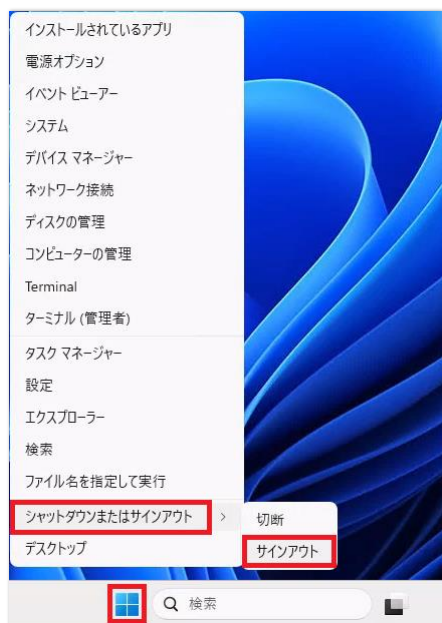 インストールされているアプリ
電源オプション
イベント ビューアー
システム
デバイス マネージャー
ネットワーク接続
ディスクの管理
コンピューターの管理
Terminal
ターミナル (管理者)
タスク マネージャー
設定
エクスプローラー
検索
ファイル名を指定して実行
シャットダウンまたはサインアウト >
切断
デスクトップ
サインアウト
検索